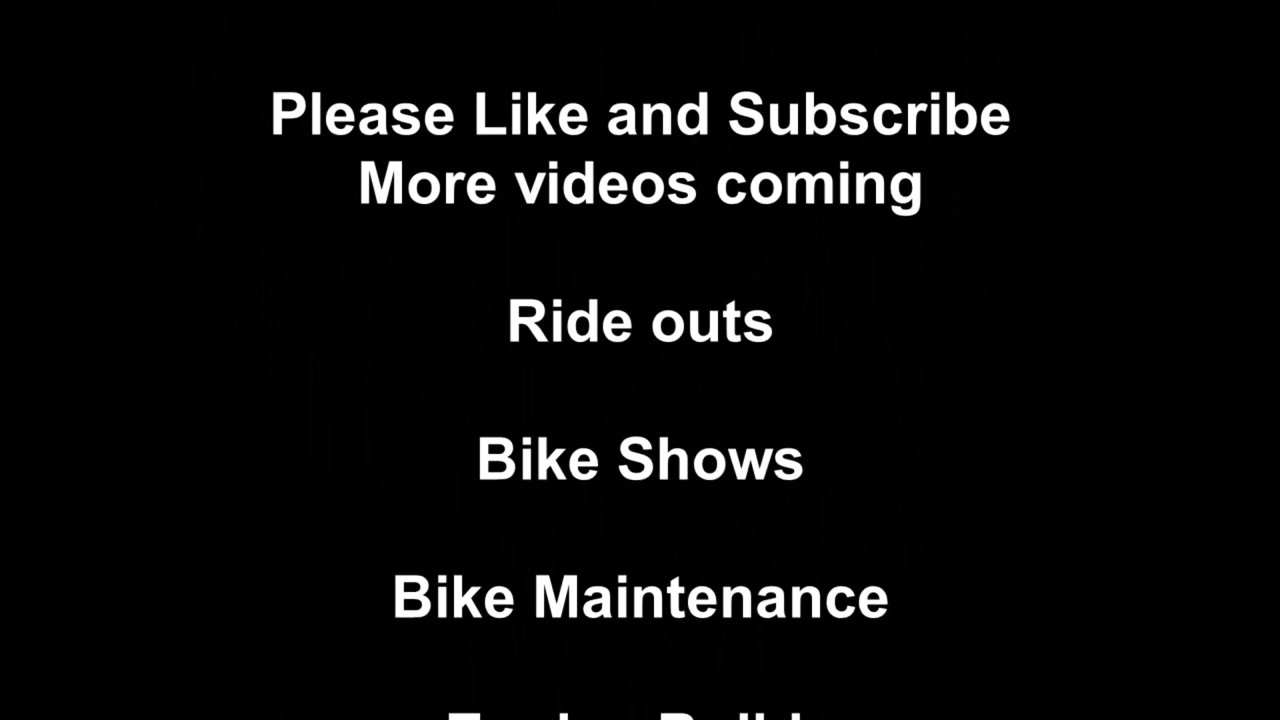 Please Like and Subscribe
More videos coming
Ride outs
Bike Shows
Bike Maintenance